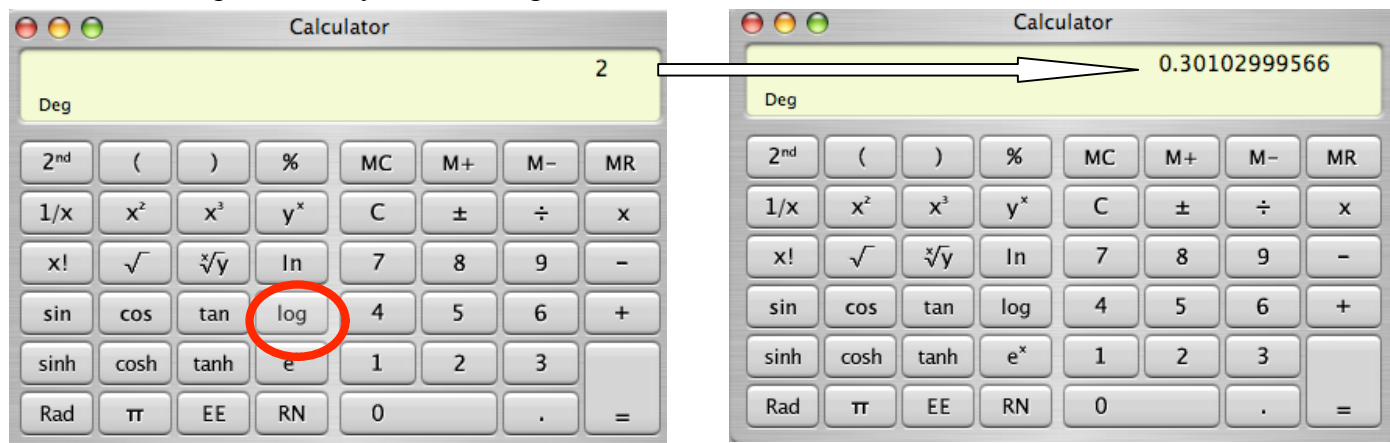 Calculator
2
Deg
2ⁿᵈ ( ) % MC M+ M− MR
1/x x² x³ yˣ C ± ÷ x
x! √ ˣ√y ln 7 8 9 −
sin cos tan log 4 5 6 +
sinh cosh tanh e 1 2 3
Rad π EE RN 0 . =
Calculator
0.30102999566
Deg
2ⁿᵈ ( ) % MC M+ M− MR
1/x x² x³ yˣ C ± ÷ x
x! √ ˣ√y ln 7 8 9 −
sin cos tan log 4 5 6 +
sinh cosh tanh eˣ 1 2 3
Rad π EE RN 0 . =